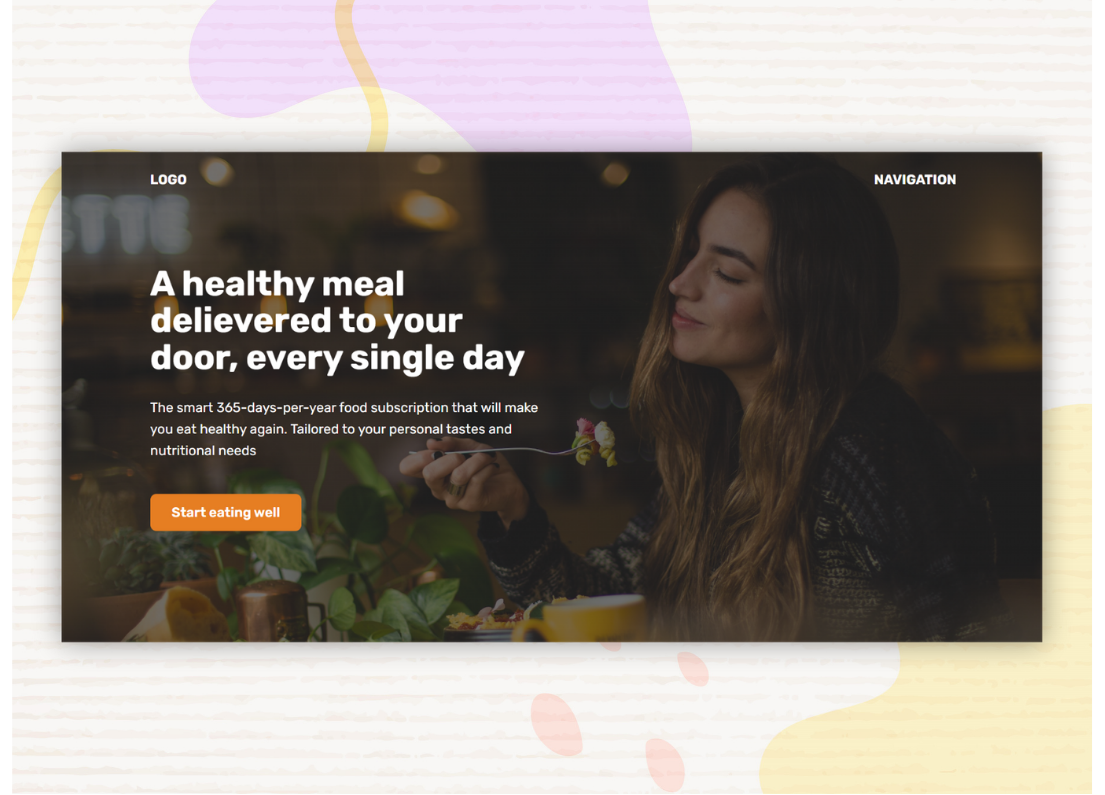 LOGO
NAVIGATION
A healthy meal
delievered to your
door, every single day
The smart 365-days-per-year food subscription that will make
you eat healthy again. Tailored to your personal tastes and
nutritional needs
Start eating well